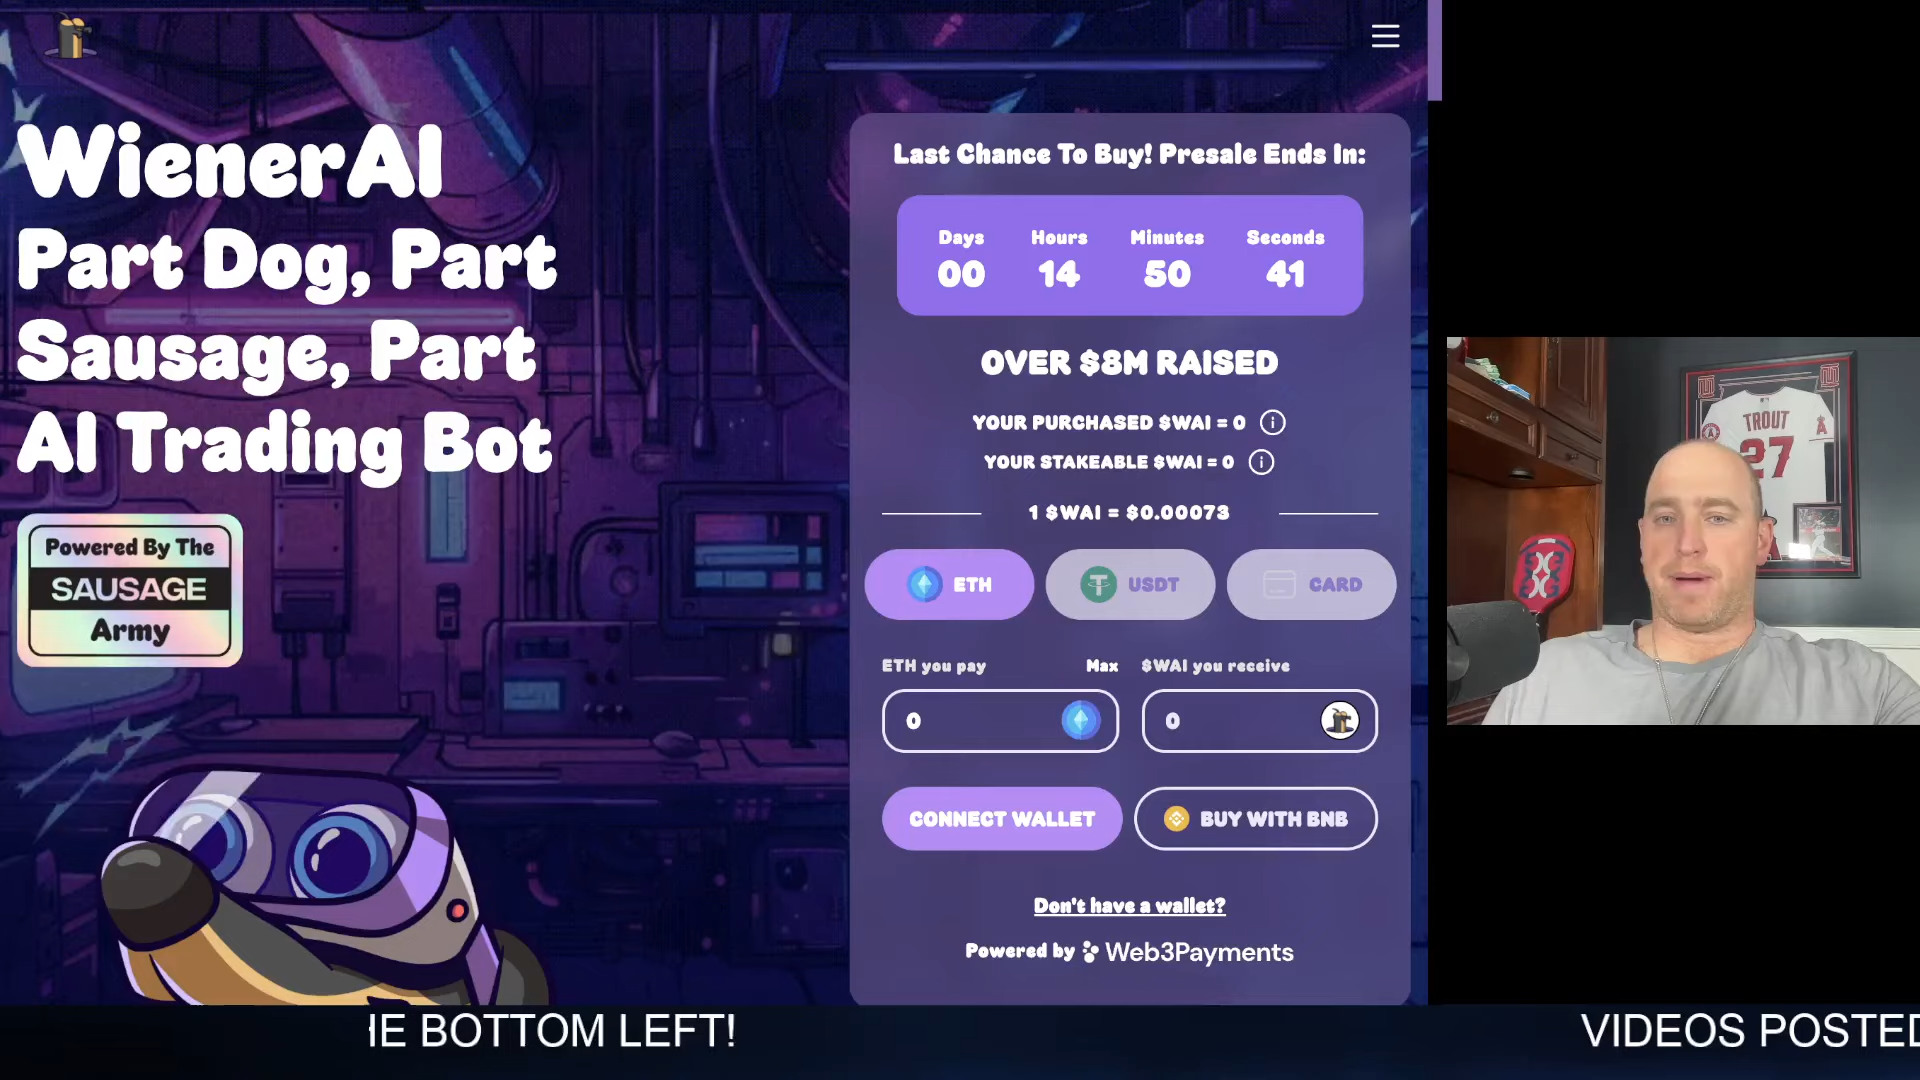 WienerAI
Part Dog, Part
Sausage, Part
AI Trading Bot
Powered By The
SAUSAGE
Army
Last Chance To Buy! Presale Ends In:
Days Hours Minutes Seconds
00 14 50 41
OVER $8M RAISED
YOUR PURCHASED $WAI = 0
YOUR STAKEABLE $WAI = 0
1 $WAI = $0.00073
ETH USDT CARD
ETH you pay Max $WAI you receive
0 0
CONNECT WALLET BUY WITH BNB
Don't have a wallet?
Powered by Web3Payments
TROUT
27
HE BOTTOM LEFT! VIDEOS POSTED